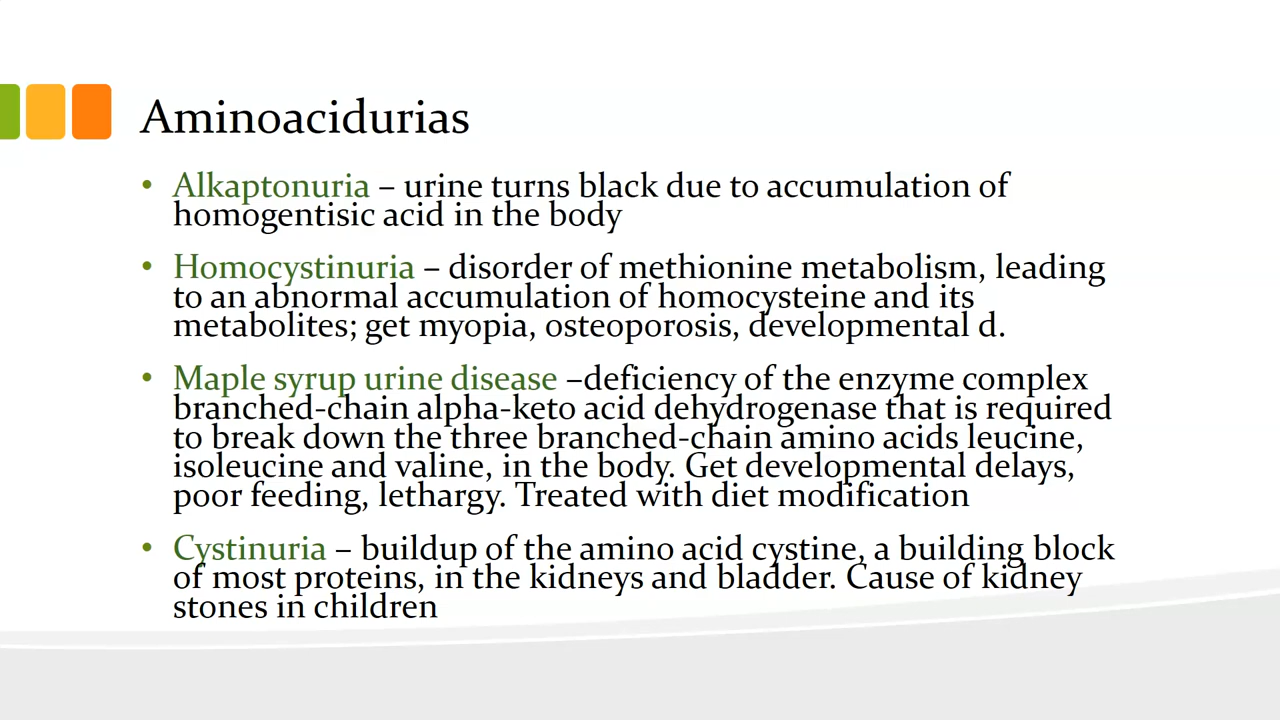 Aminoacidurias
• Alkaptonuria – urine turns black due to accumulation of
homogentisic acid in the body
• Homocystinuria – disorder of methionine metabolism, leading
to an abnormal accumulation of homocysteine and its
metabolites; get myopia, osteoporosis, developmental d.
• Maple syrup urine disease –deficiency of the enzyme complex
branched-chain alpha-keto acid dehydrogenase that is required
to break down the three branched-chain amino acids leucine,
isoleucine and valine, in the body. Get developmental delays,
poor feeding, lethargy. Treated with diet modification
• Cystinuria – buildup of the amino acid cystine, a building block
of most proteins, in the kidneys and bladder. Cause of kidney
stones in children